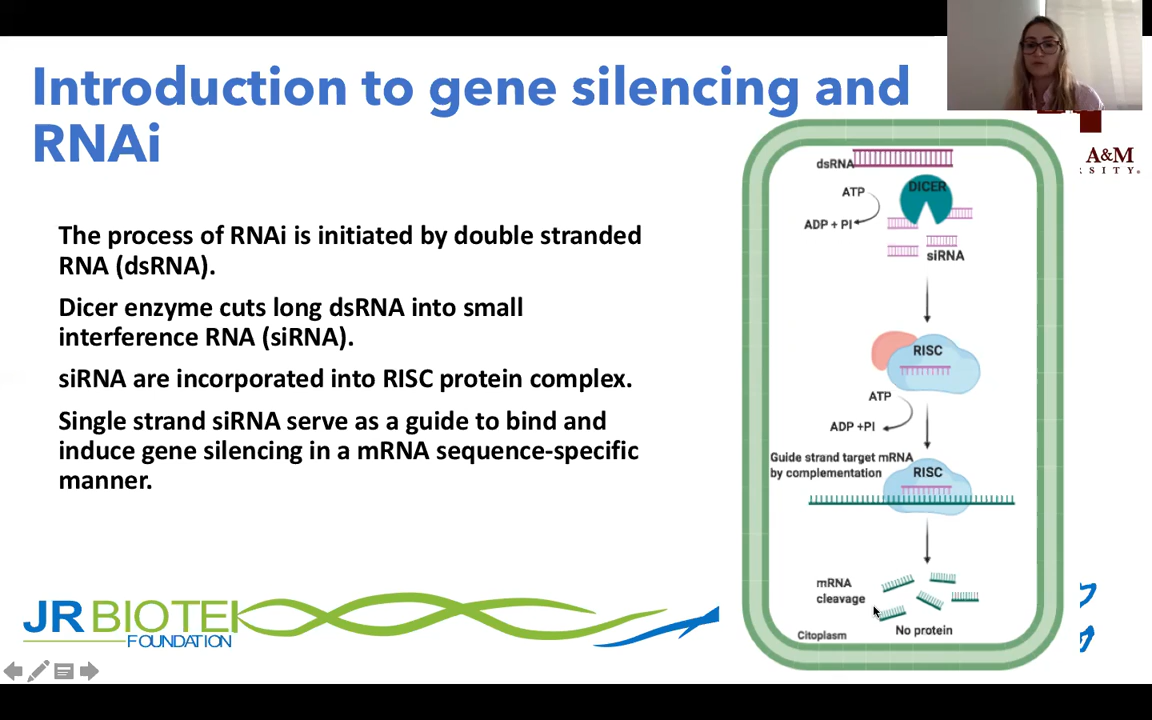 Introduction to gene silencing and
RNAi
The process of RNAi is initiated by double stranded
RNA (dsRNA).
Dicer enzyme cuts long dsRNA into small
interference RNA (siRNA).
siRNA are incorporated into RISC protein complex.
Single strand siRNA serve as a guide to bind and
induce gene silencing in a mRNA sequence-specific
manner.
dsRNA
DICER
ATP
ADP + PI
siRNA
RISC
ATP
ADP +PI
Guide strand target mRNA
by complementation
RISC
mRNA
cleavage
No protein
Citoplasm
A&M
R S I T Y.
JR BIOTEK
FOUNDATION